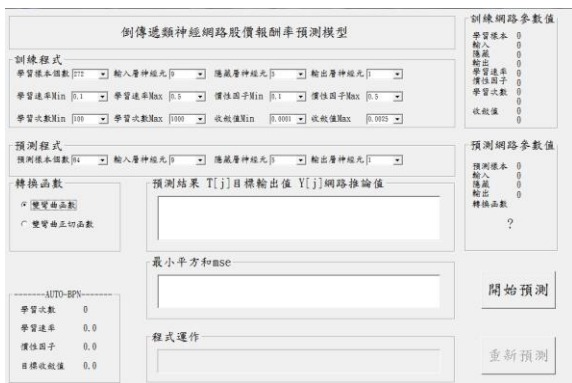 倒傳遞類神經網路股價報酬率預測模型
訓練程式
學習樣本個數 272 輸入層神經元 9 隱藏層神經元 5 輸出層神經元 1
學習速率Min 0.1 學習速率Max 0.5 慣性因子Min 0.1 慣性因子Max 0.5
學習次數Min 100 學習次數Max 1000 收斂值Min 0.0001 收斂值Max 0.0025
預測程式
預測樣本個數 84 輸入層神經元 9 隱藏層神經元 5 輸出層神經元 1
轉換函數
雙彎曲函數
雙彎曲正切函數
預測結果 T[j]目標輸出值 Y[j]網路推論值
最小平方和mse
------AUTO-BPN------
學習次數 0
學習速率 0.0
慣性因子 0.0
目標收斂值 0.0
程式運作
訓練網路參數值
學習樣本 0
輸入 0
隱藏 0
輸出 0
學習速率 0
慣性因子 0
學習次數 0
0
收斂值 0
0
預測網路參數值
預測樣本 0
輸入 0
隱藏 0
輸出 0
轉換函數
?
開始預測
重新預測